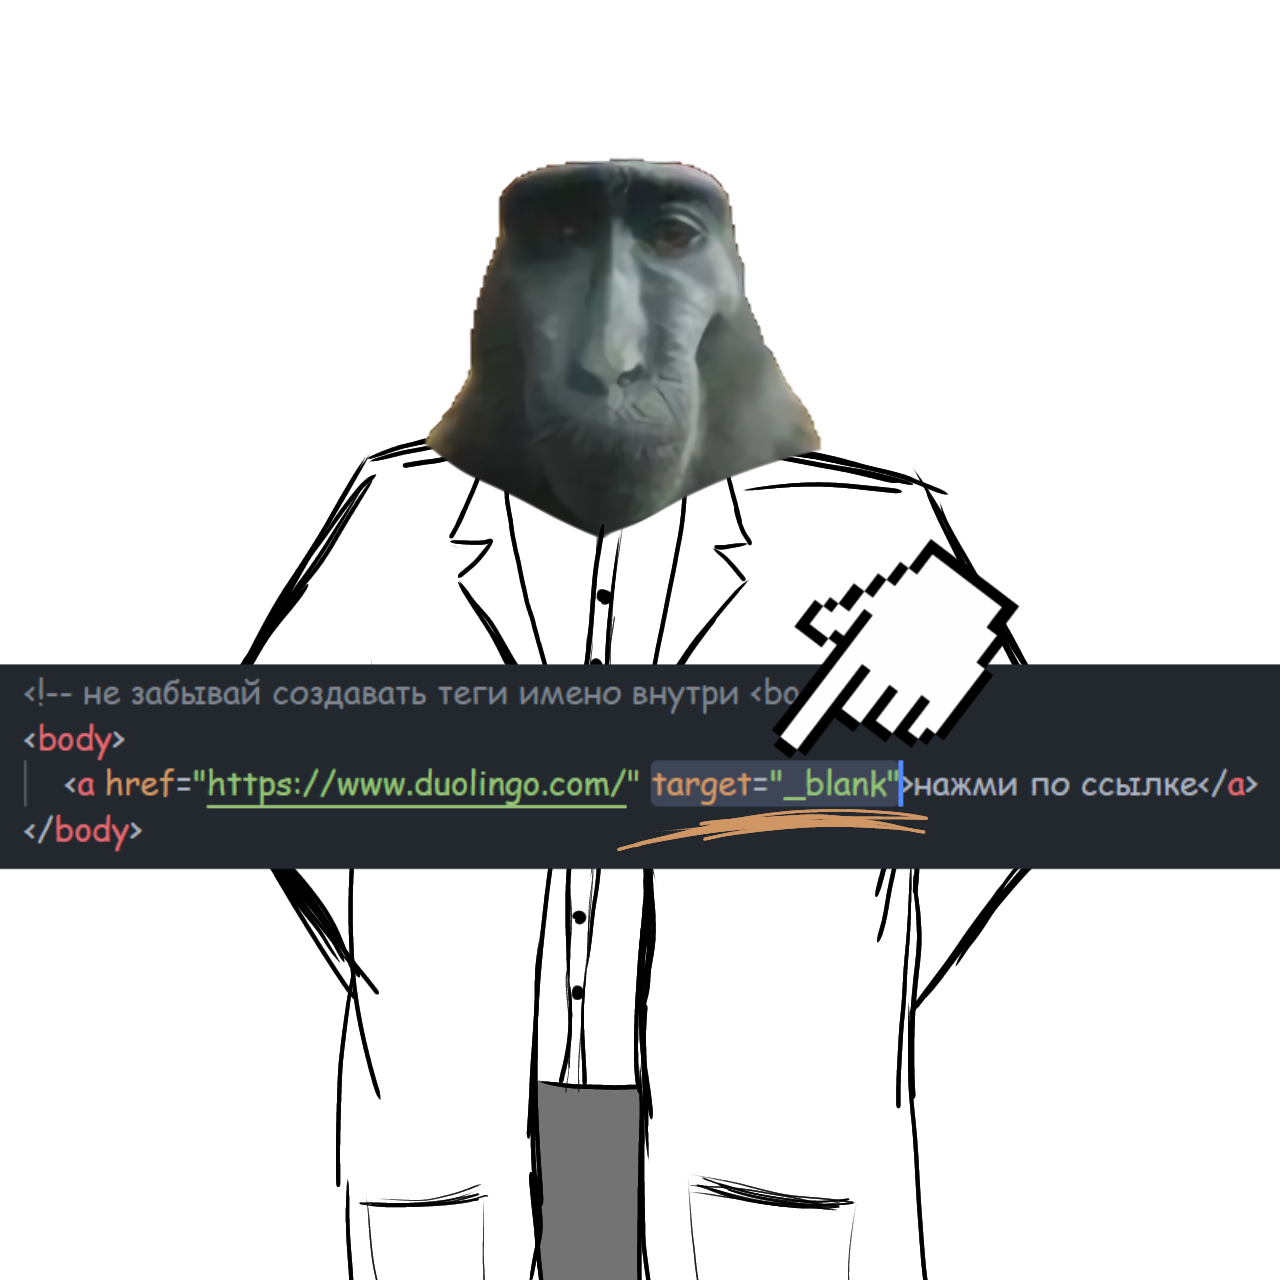 <!-- не забывай создавать теги имено внутри <bo
<body>
<a href="https://www.duolingo.com/" target="_blank">нажми по ссылке</a>
</body>